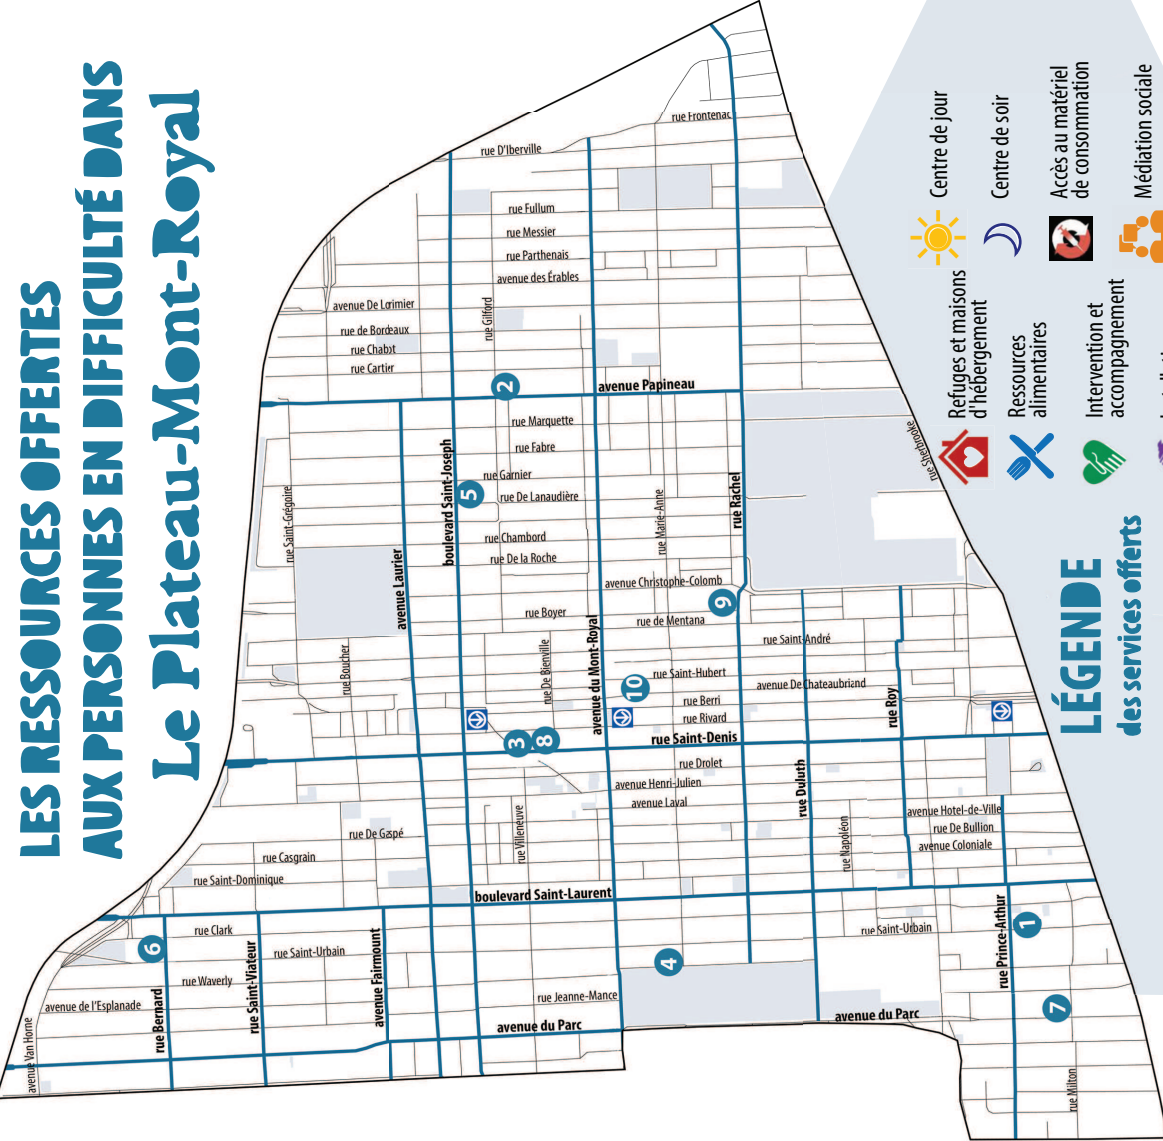 LES RESSOURCES OFFERTES
AUX PERSONNES EN DIFFICULTÉ DANS
Le Plateau-Mont-Royal
rue Frontenac
rue D'Iberville
rue Fullum
rue Messier
rue Parthenais
avenue des Érables
avenue De Lorimier
rue de Bordeaux
rue Chabot
rue Cartier
rue Gilford
2
avenue Papineau
rue Marquette
rue Fabre
rue Garnier
5
rue De Lanaudière
rue Chambord
rue De la Roche
rue Saint-Grégoire
boulevard Saint-Joseph
avenue Laurier
rue Marie-Anne
rue Rachel
rue Sherbrooke
avenue Christophe-Colomb
9
rue Boyer
rue de Mentana
rue Saint-André
rue Boucher
rue De Bienville
avenue du Mont-Royal
10
rue Saint-Hubert
avenue De Chateaubriand
rue Berri
rue Rivard
rue Roy
3
8
rue Saint-Denis
rue Drolet
avenue Henri-Julien
avenue Laval
rue Duluth
rue De Gaspé
rue Villeneuve
rue Napoléon
avenue Hotel-de-Ville
rue De Bullion
avenue Coloniale
rue Casgrain
rue Saint-Dominique
boulevard Saint-Laurent
6
rue Clark
rue Saint-Urbain
rue Saint-Urbain
rue Waverly
avenue de l'Esplanade
rue Jeanne-Mance
4
1
7
avenue Van Horne
rue Bernard
rue Saint-Viateur
avenue Fairmount
avenue du Parc
avenue du Parc
rue Prince-Arthur
rue Milton
LÉGENDE
des services offerts
Refuges et maisons
d'hébergement
Ressources
alimentaires
Intervention et
accompagnement
Centre de jour
Centre de soir
Accès au matériel
de consommation
Médiation sociale